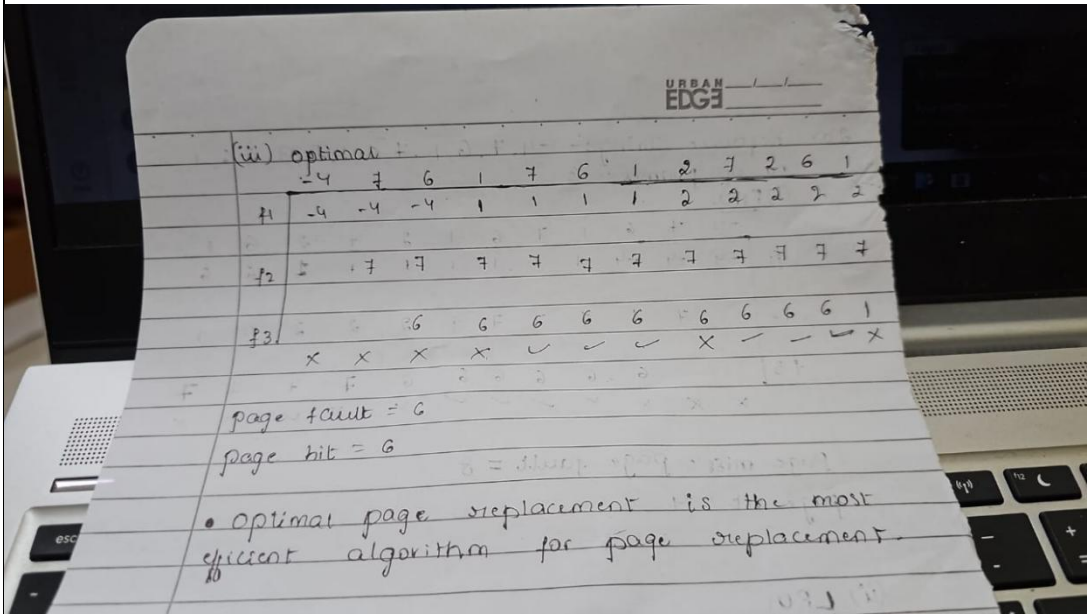 URBAN
EDGE
(iii) optimal
-4 7 6 1 7 6 1 2 7 2 6 1
f1 -4 -4 -4 1 1 1 1 2 2 2 2 2
f2 7 7 7 7 7 7 7 7 7 7 7
f3 6 6 6 6 6 6 6 6 6 1
x x x x ✓ ✓ ✓ x ✓ ✓ ✓ x
page fault = 6
page hit = 6
• optimal page replacement is the most
efficient algorithm for page replacement.
esc
f12